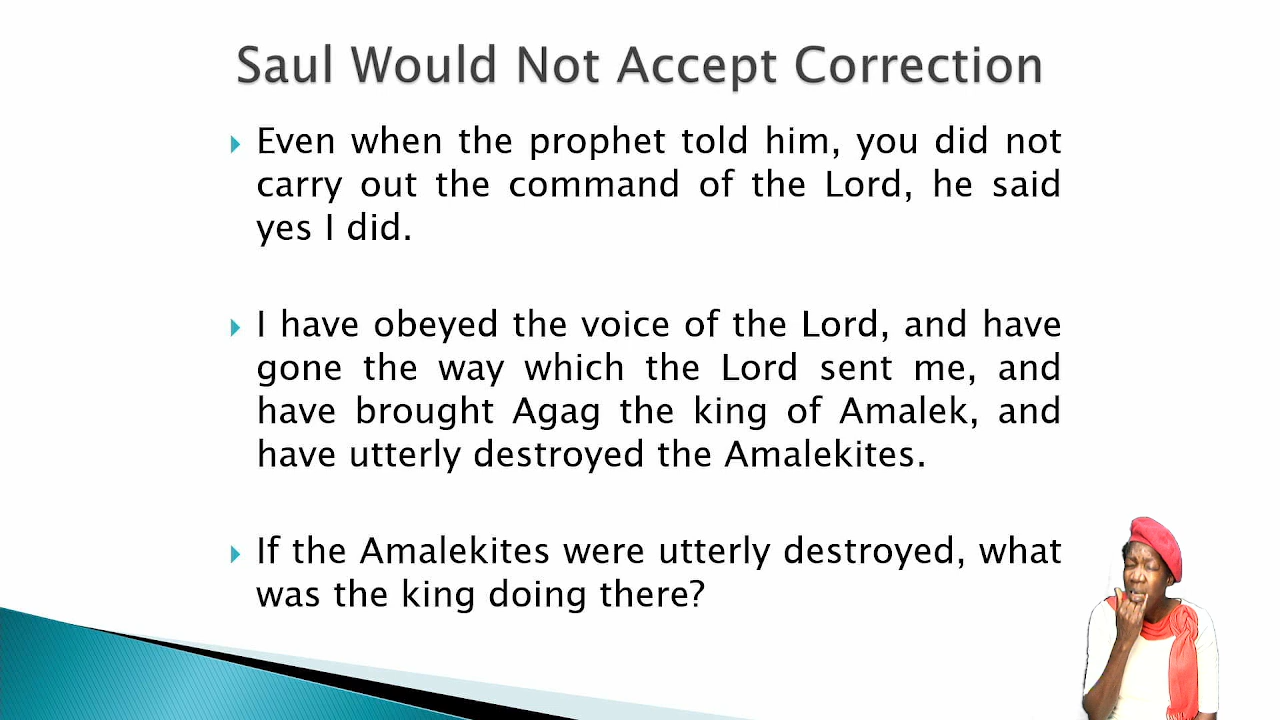 Saul Would Not Accept Correction
Even when the prophet told him, you did not
carry out the command of the Lord, he said
yes I did.
I have obeyed the voice of the Lord, and have
gone the way which the Lord sent me, and
have brought Agag the king of Amalek, and
have utterly destroyed the Amalekites.
If the Amalekites were utterly destroyed, what
was the king doing there?